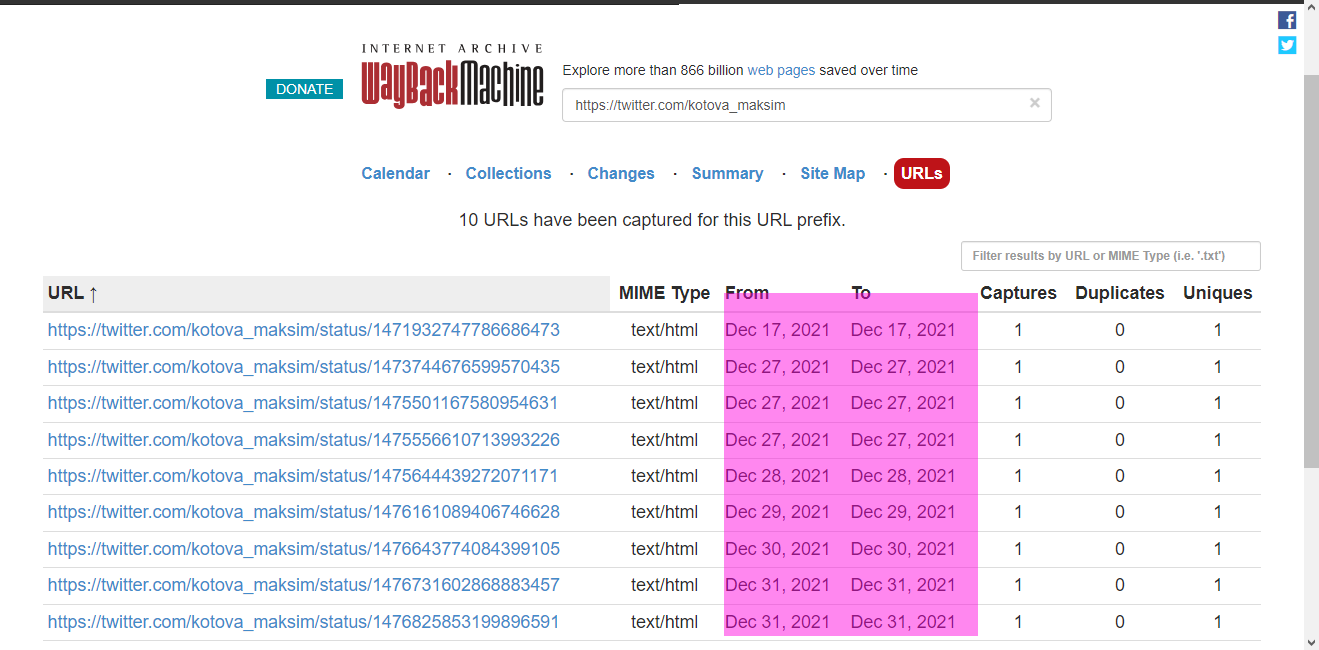 INTERNET ARCHIVE
WayBackMachine
DONATE
Explore more than 866 billion web pages saved over time
https://twitter.com/kotova_maksim ×
Calendar · Collections · Changes · Summary · Site Map · URLs
10 URLs have been captured for this URL prefix.
Filter results by URL or MIME Type (i.e. '.txt')
URL ↑ MIME Type From To Captures Duplicates Uniques
https://twitter.com/kotova_maksim/status/1471932747786686473 text/html Dec 17, 2021 Dec 17, 2021 1 0 1
https://twitter.com/kotova_maksim/status/1473744676599570435 text/html Dec 27, 2021 Dec 27, 2021 1 0 1
https://twitter.com/kotova_maksim/status/1475501167580954631 text/html Dec 27, 2021 Dec 27, 2021 1 0 1
https://twitter.com/kotova_maksim/status/1475556610713993226 text/html Dec 27, 2021 Dec 27, 2021 1 0 1
https://twitter.com/kotova_maksim/status/1475644439272071171 text/html Dec 28, 2021 Dec 28, 2021 1 0 1
https://twitter.com/kotova_maksim/status/1476161089406746628 text/html Dec 29, 2021 Dec 29, 2021 1 0 1
https://twitter.com/kotova_maksim/status/1476643774084399105 text/html Dec 30, 2021 Dec 30, 2021 1 0 1
https://twitter.com/kotova_maksim/status/1476731602868883457 text/html Dec 31, 2021 Dec 31, 2021 1 0 1
https://twitter.com/kotova_maksim/status/1476825853199896591 text/html Dec 31, 2021 Dec 31, 2021 1 0 1